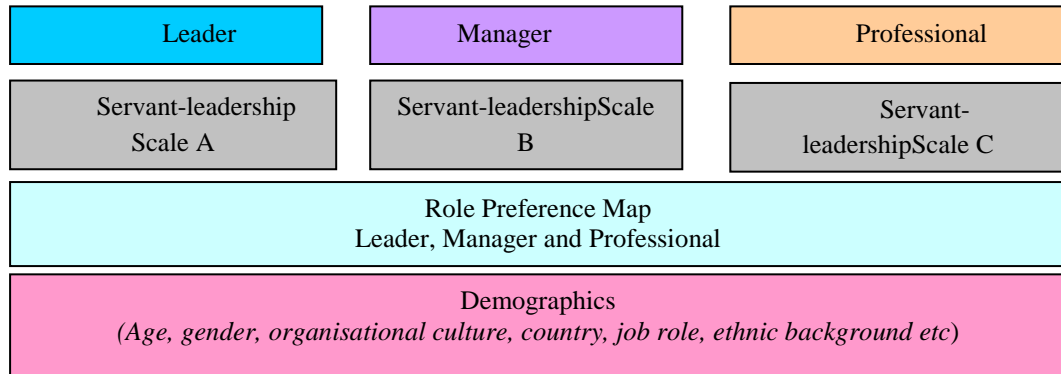 Leader
Manager
Professional
Servant-leadership
Scale A
Servant-leadershipScale
B
Servant-
leadershipScale C
Role Preference Map
Leader, Manager and Professional
Demographics
(Age, gender, organisational culture, country, job role, ethnic background etc)